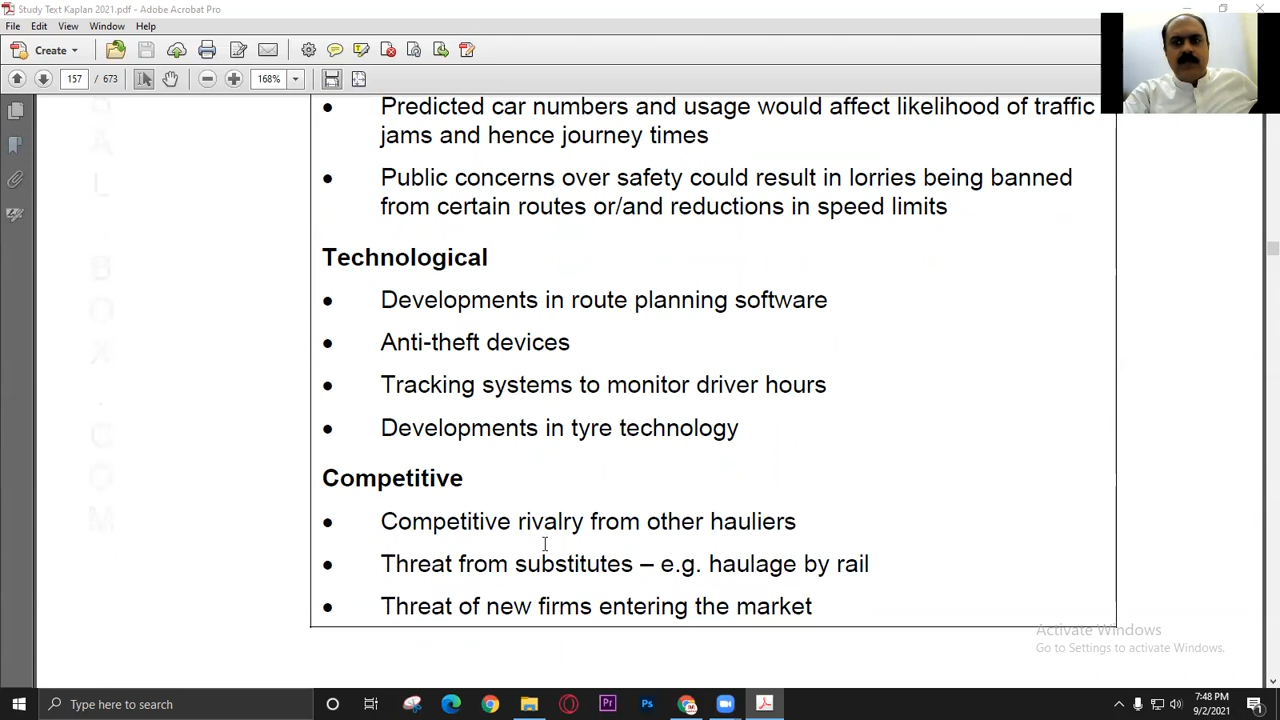 Study Text Kaplan 2021.pdf - Adobe Acrobat Pro
File Edit View Window Help
Create
157 / 673
168%
• Predicted car numbers and usage would affect likelihood of traffic
jams and hence journey times
• Public concerns over safety could result in lorries being banned
from certain routes or/and reductions in speed limits
Technological
• Developments in route planning software
• Anti-theft devices
• Tracking systems to monitor driver hours
• Developments in tyre technology
Competitive
• Competitive rivalry from other hauliers
• Threat from substitutes – e.g. haulage by rail
• Threat of new firms entering the market
A
L
B
O
X
.
C
O
M
Activate Windows
Go to Settings to activate Windows.
Type here to search
7:48 PM
9/2/2021